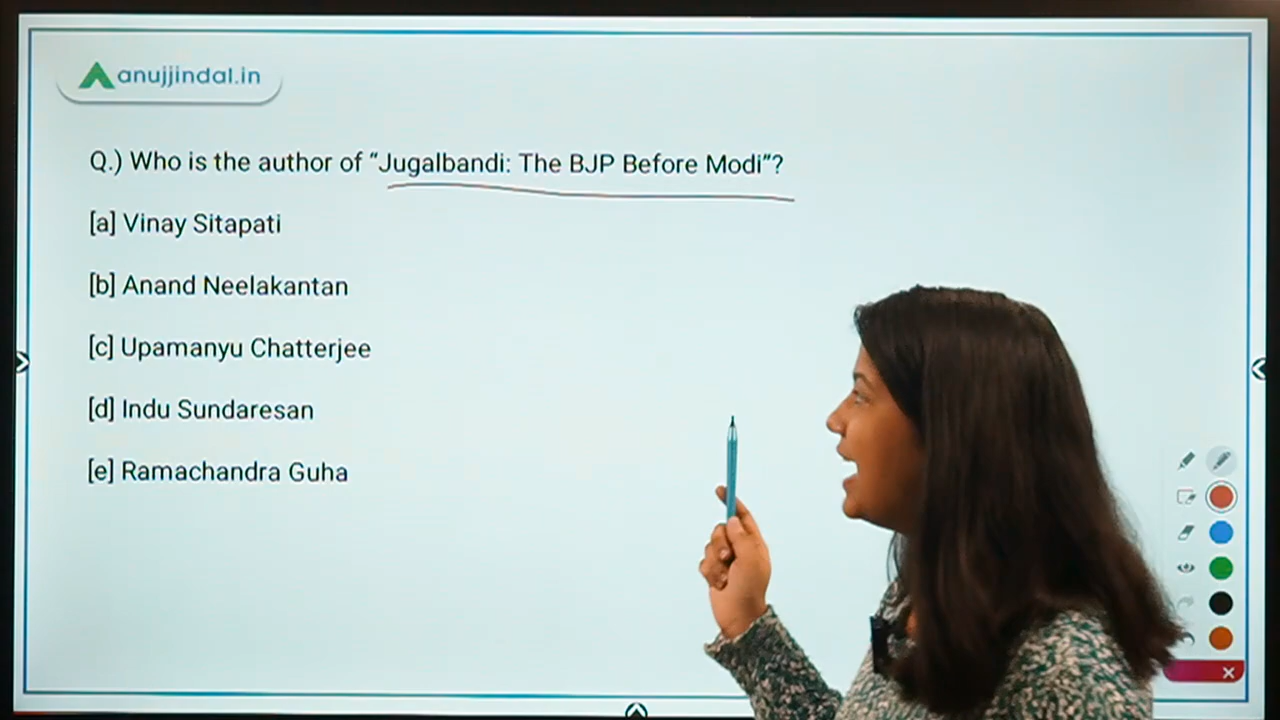 anujjindal.in
Q.) Who is the author of “Jugalbandi: The BJP Before Modi”?
[a] Vinay Sitapati
[b] Anand Neelakantan
[c] Upamanyu Chatterjee
[d] Indu Sundaresan
[e] Ramachandra Guha